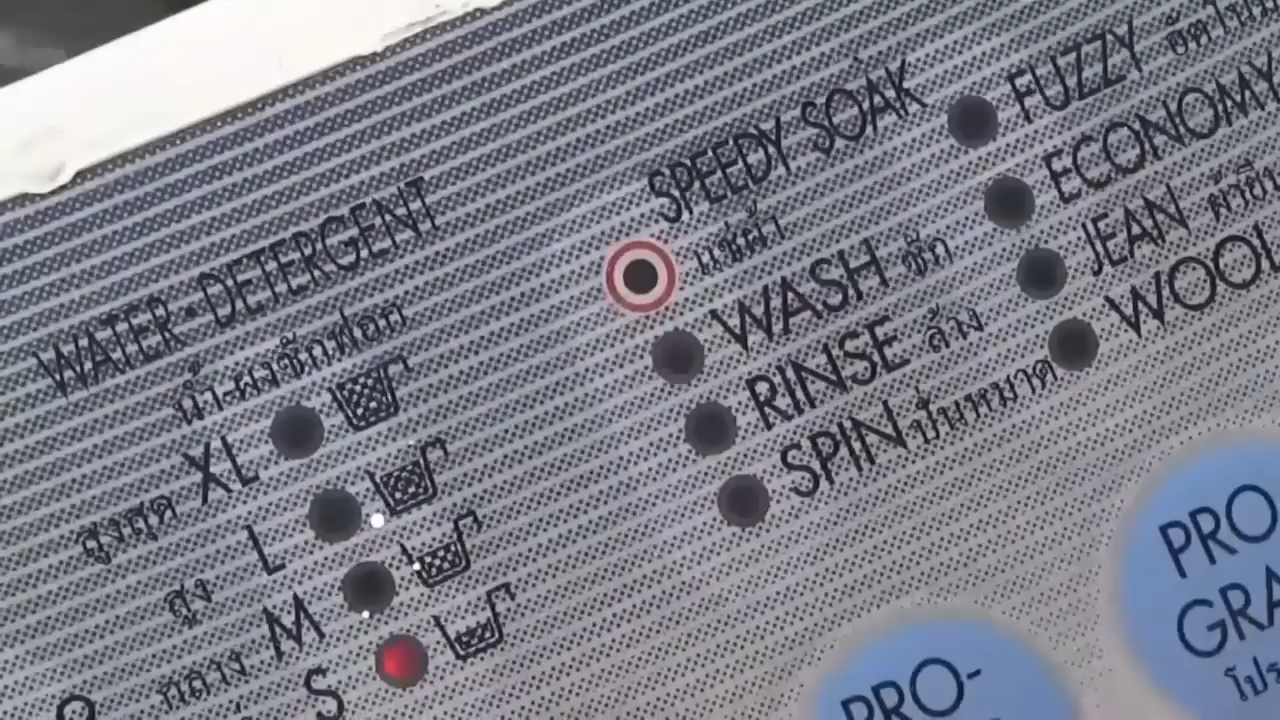 WATER-DETERGENT
น้ำ-ผงซักฟอก
สูงสุด XL
สูง L
กลาง M
S
SPEEDY SOAK
แช่ผ้า
WASH ซัก
RINSE ล้าง
SPIN ปั่นหมาด
FUZZY
ECONOMY
JEAN
WOOL
PRO-
PRO
GRA